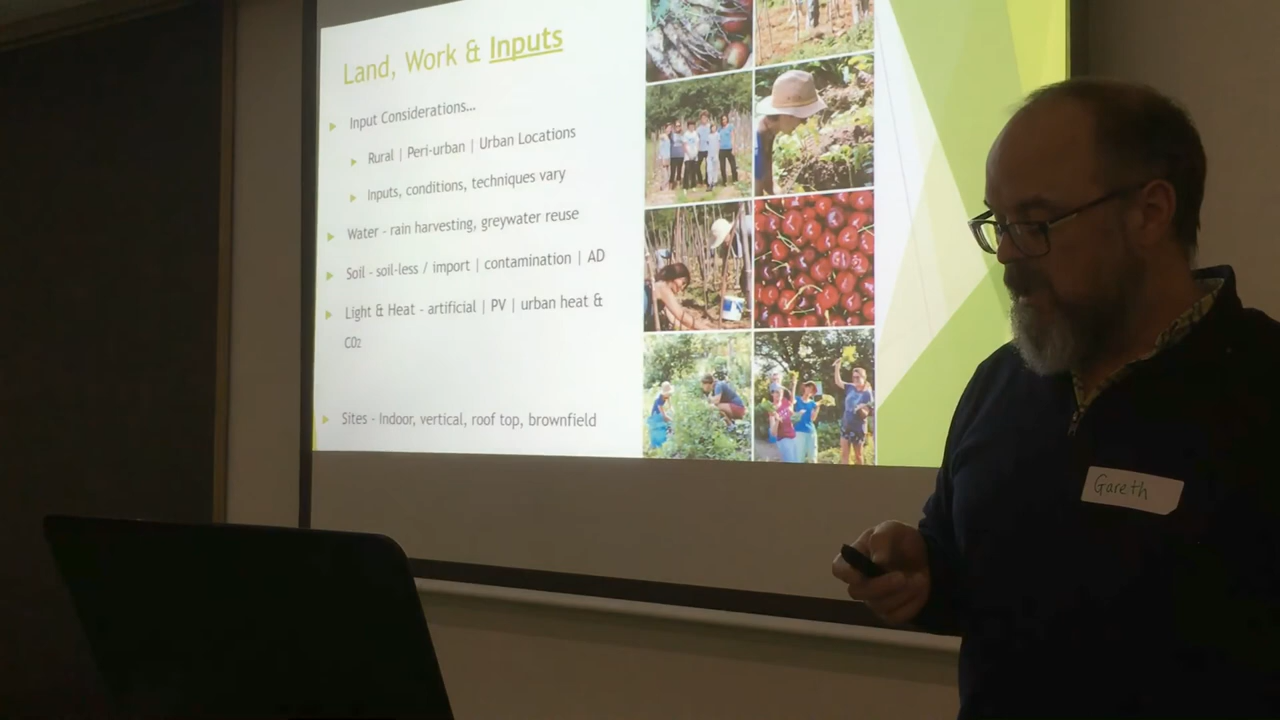 Land, Work & Inputs
Input Considerations...
Rural | Peri-urban | Urban Locations
Inputs, conditions, techniques vary
Water - rain harvesting, greywater reuse
Soil - soil-less / import | contamination | AD
Light & Heat - artificial | PV | urban heat &
CO2
Sites - Indoor, vertical, roof top, brownfield
Gareth